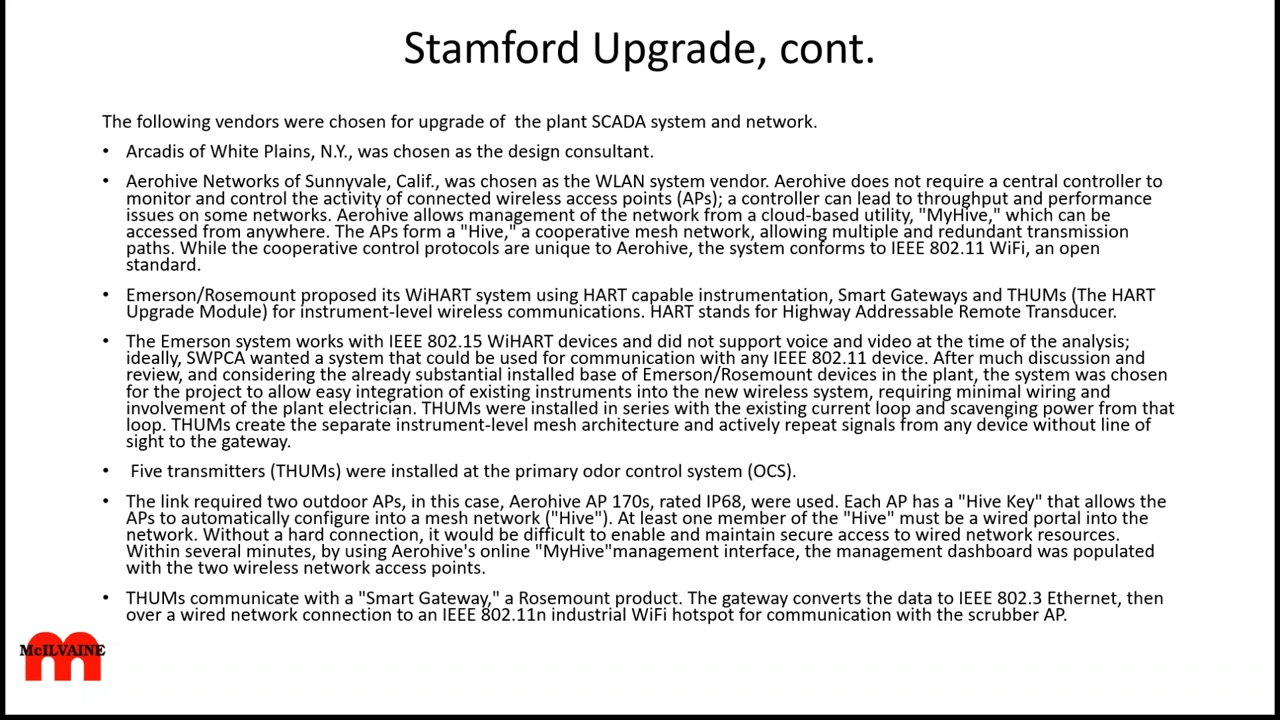 Stamford Upgrade, cont.
The following vendors were chosen for upgrade of  the plant SCADA system and network.
• Arcadis of White Plains, N.Y., was chosen as the design consultant.
• Aerohive Networks of Sunnyvale, Calif., was chosen as the WLAN system vendor. Aerohive does not require a central controller to
monitor and control the activity of connected wireless access points (APs); a controller can lead to throughput and performance
issues on some networks. Aerohive allows management of the network from a cloud-based utility, "MyHive," which can be
accessed from anywhere. The APs form a "Hive," a cooperative mesh network, allowing multiple and redundant transmission
paths. While the cooperative control protocols are unique to Aerohive, the system conforms to IEEE 802.11 WiFi, an open
standard.
• Emerson/Rosemount proposed its WiHART system using HART capable instrumentation, Smart Gateways and THUMs (The HART
Upgrade Module) for instrument-level wireless communications. HART stands for Highway Addressable Remote Transducer.
• The Emerson system works with IEEE 802.15 WiHART devices and did not support voice and video at the time of the analysis;
ideally, SWPCA wanted a system that could be used for communication with any IEEE 802.11 device. After much discussion and
review, and considering the already substantial installed base of Emerson/Rosemount devices in the plant, the system was chosen
for the project to allow easy integration of existing instruments into the new wireless system, requiring minimal wiring and
involvement of the plant electrician. THUMs were installed in series with the existing current loop and scavenging power from that
loop. THUMs create the separate instrument-level mesh architecture and actively repeat signals from any device without line of
sight to the gateway.
• Five transmitters (THUMs) were installed at the primary odor control system (OCS).
• The link required two outdoor APs, in this case, Aerohive AP 170s, rated IP68, were used. Each AP has a "Hive Key" that allows the
APs to automatically configure into a mesh network ("Hive"). At least one member of the "Hive" must be a wired portal into the
network. Without a hard connection, it would be difficult to enable and maintain secure access to wired network resources.
Within several minutes, by using Aerohive's online "MyHive"management interface, the management dashboard was populated
with the two wireless network access points.
• THUMs communicate with a "Smart Gateway," a Rosemount product. The gateway converts the data to IEEE 802.3 Ethernet, then
over a wired network connection to an IEEE 802.11n industrial WiFi hotspot for communication with the scrubber AP.
McILVAINE